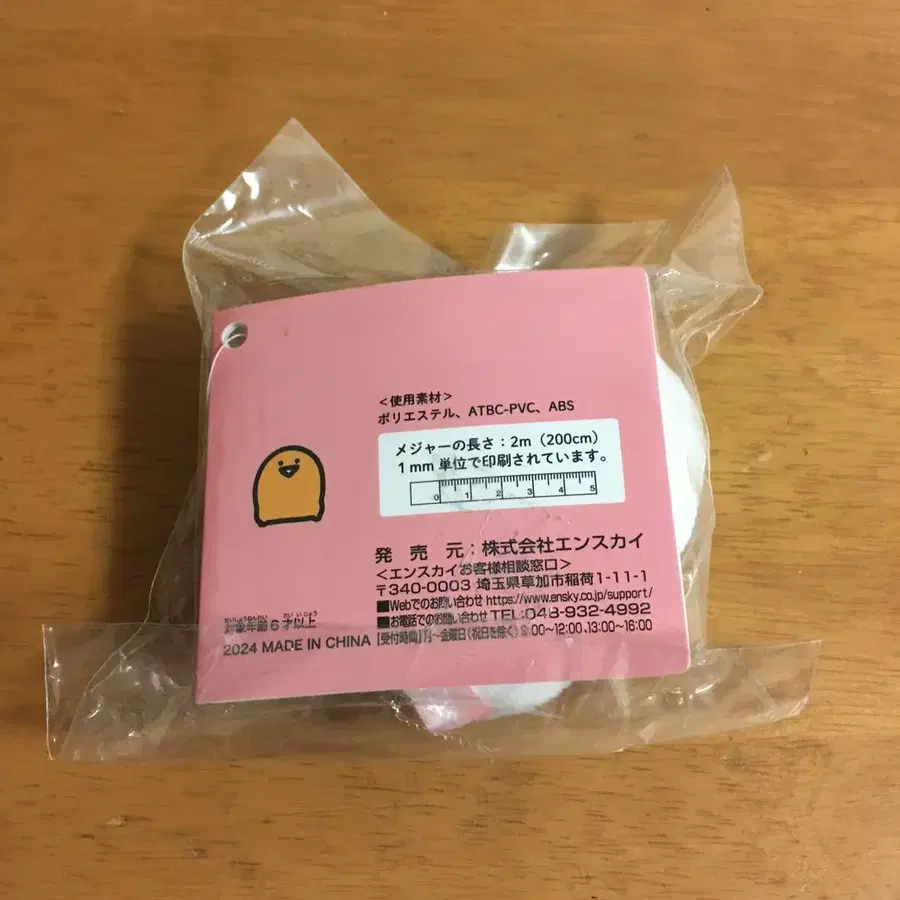 ＜使用素材＞
ポリエステル、ATBC-PVC、ABS
メジャーの長さ：2m（200cm）
1mm 単位で印刷されています。
0 1 2 3 4 5
発 売 元：株式会社エンスカイ
＜エンスカイお客様相談窓口＞
〒340-0003 埼玉県草加市稲荷1-11-1
■Webでのお問い合わせ https://www.ensky.co.jp/support/
■お電話でのお問い合わせ TEL:048-932-4992
【受付時間】月～金曜日（祝日を除く）9:00～12:00、13:00～16:00
対象年齢 6 才以上
2024 MADE IN CHINA